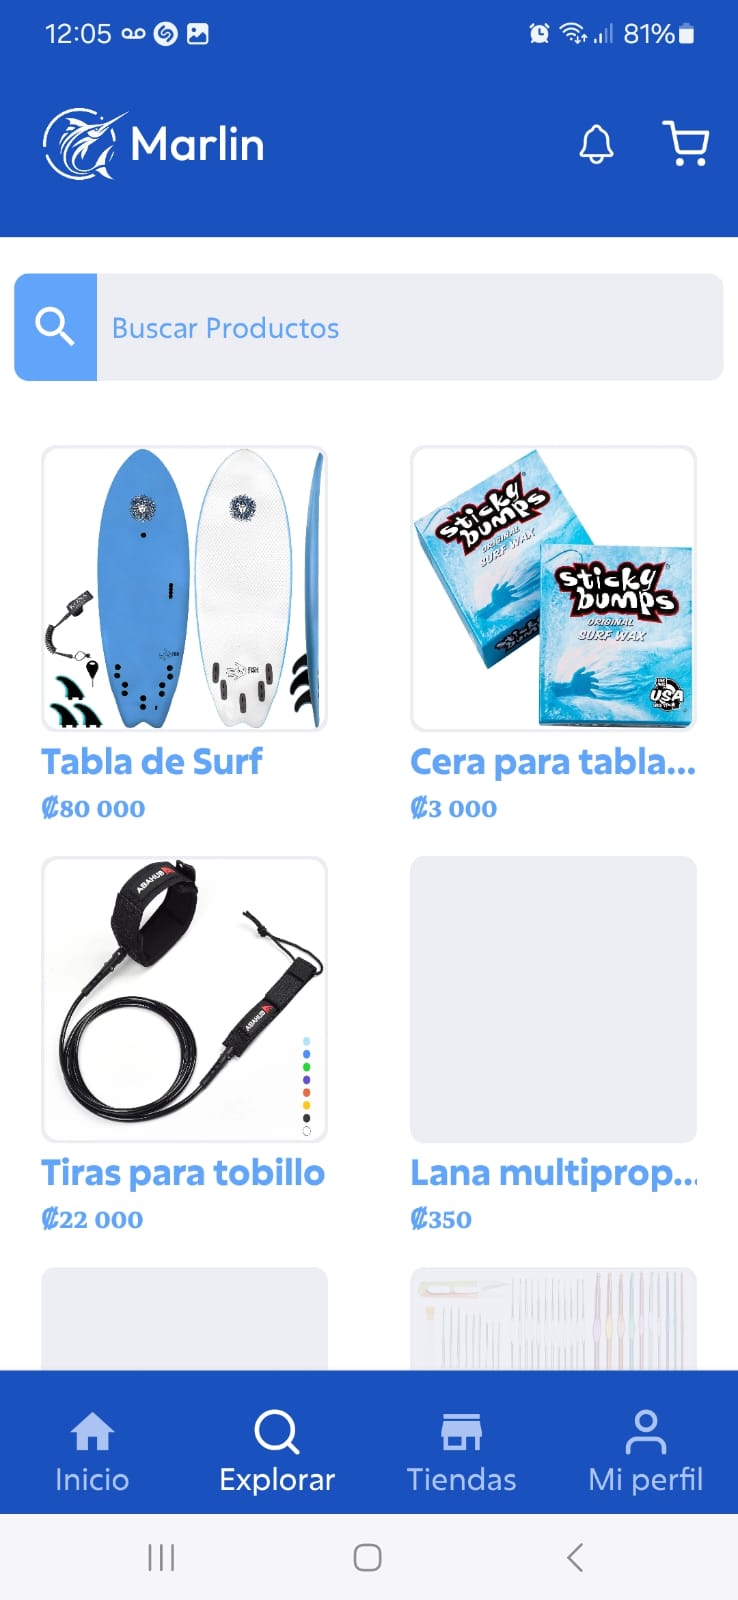 12:05
81%
Marlin
Buscar Productos
sticky
bumps
ORIGINAL
SURF WAX
sticky
bumps
ORIGINAL
SURF WAX
USA
FISH
Tabla de Surf
Cera para tabla...
₡80 000
₡3 000
ABAHUB
ABAHUB
Tiras para tobillo
Lana multiprop...
₡22 000
₡350
Inicio
Explorar
Tiendas
Mi perfil